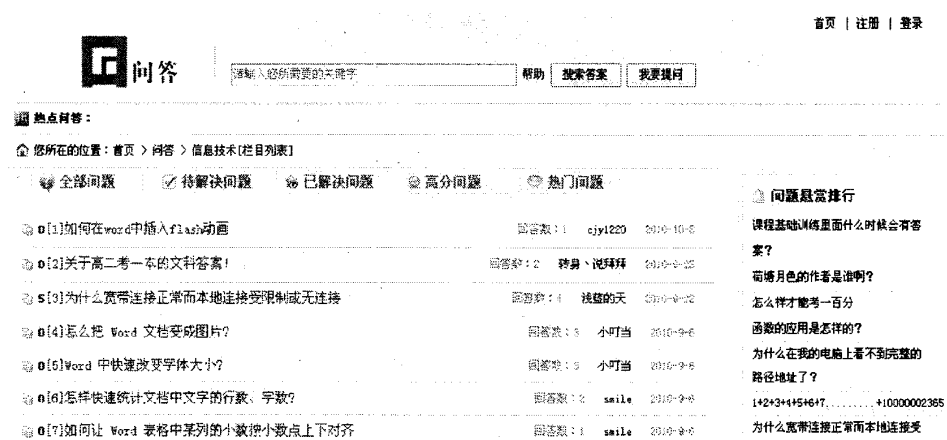 首页 | 注册 | 登录
问答
请输入您所需要的关键字
帮助 搜索答案 我要提问
热点问答：
您所在的位置：首页 > 问答 > 信息技术[栏目列表]
全部问题 待解决问题 已解决问题 高分问题 热门问题
0[1]如何在word中插入flash动画 回答数：1 cjy1220 2010-10-8
0[2]关于高二考一本的文科答案! 回答数：2 转身、说拜拜
5[3]为什么宽带连接正常而本地连接受限制或无连接 回答数：4 浅蓝的天
0[4]怎么把 Word 文档变成图片? 回答数：3 小叮当 2010-9-6
0[5]Word 中快速改变字体大小? 小叮当 2010-9-6
0[6]怎样快速统计文档中文字的行数、字数? 回答数：2 smile 2010-9-6
0[7]如何让 Word 表格中某列的小数按小数点上下对齐 回答数：1 smile 2010-9-6
问题悬赏排行
课程基础训练里面什么时候会有答
案?
荷塘月色的作者是谁啊?
怎么样才能考一百分
函数的应用是怎样的?
为什么在我的电脑上看不到完整的
路径地址了?
1+2+3+4+5+6+7.........+10000002365
为什么宽带连接正常而本地连接受